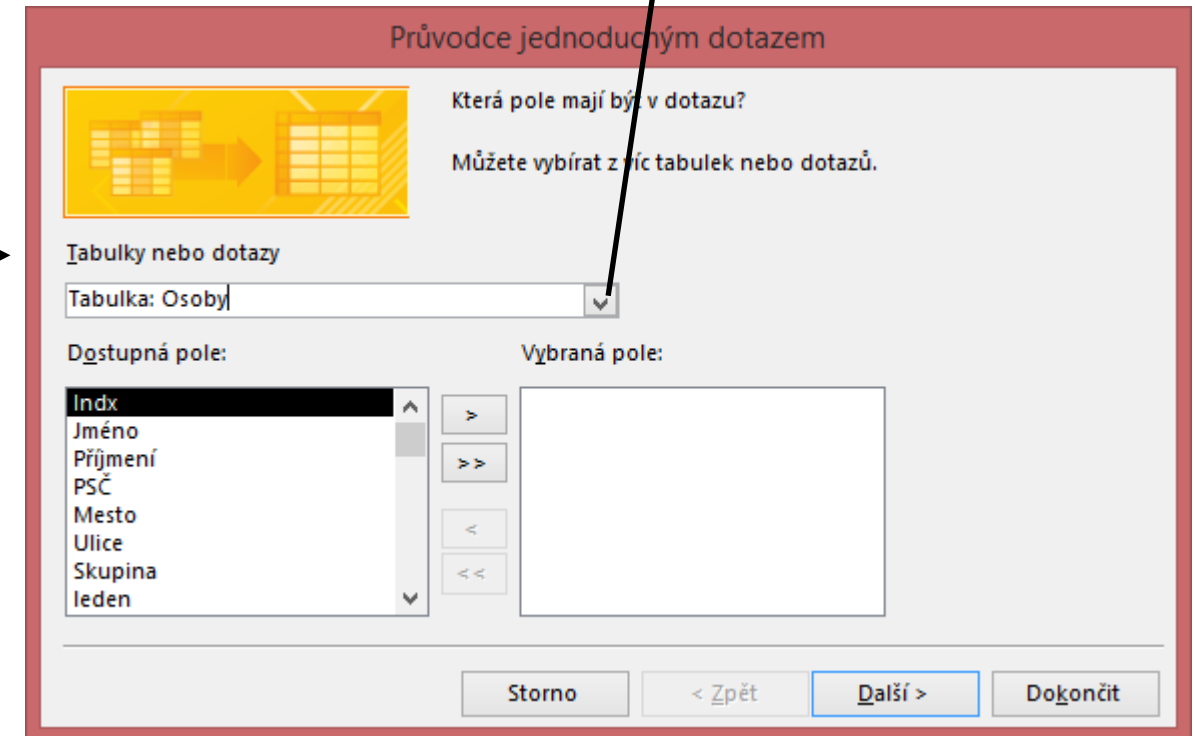 Průvodce jednoduchým dotazem
Která pole mají být v dotazu?
Můžete vybírat z víc tabulek nebo dotazů.
Tabulky nebo dotazy
Tabulka: Osoby
Dostupná pole:
Vybraná pole:
Indx
Jméno
Příjmení
PSČ
Mesto
Ulice
Skupina
leden
>
>>
<
<<
Storno
< Zpět
Další >
Dokončit